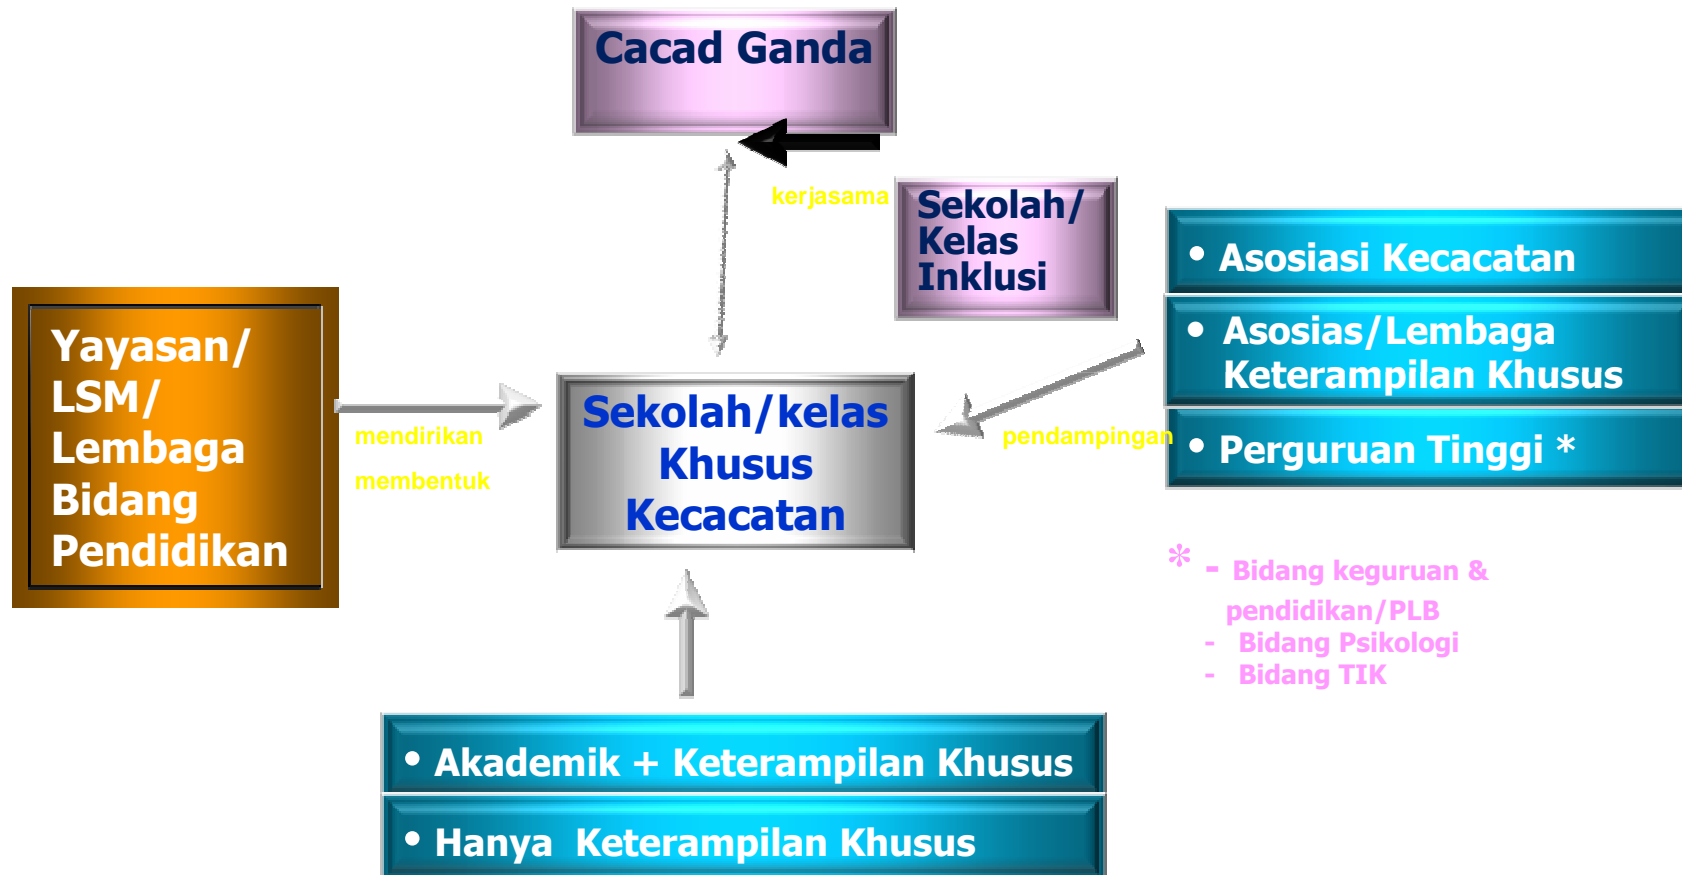 Cacad Ganda
kerjasama
Sekolah/
Kelas
Inklusi
• Asosiasi Kecacatan
• Asosias/Lembaga
Keterampilan Khusus
• Perguruan Tinggi *
Yayasan/
LSM/
Lembaga
Bidang
Pendidikan
mendirikan
membentuk
Sekolah/kelas
Khusus
Kecacatan
pendampingan
* - Bidang keguruan &
pendidikan/PLB
- Bidang Psikologi
- Bidang TIK
• Akademik + Keterampilan Khusus
• Hanya Keterampilan Khusus